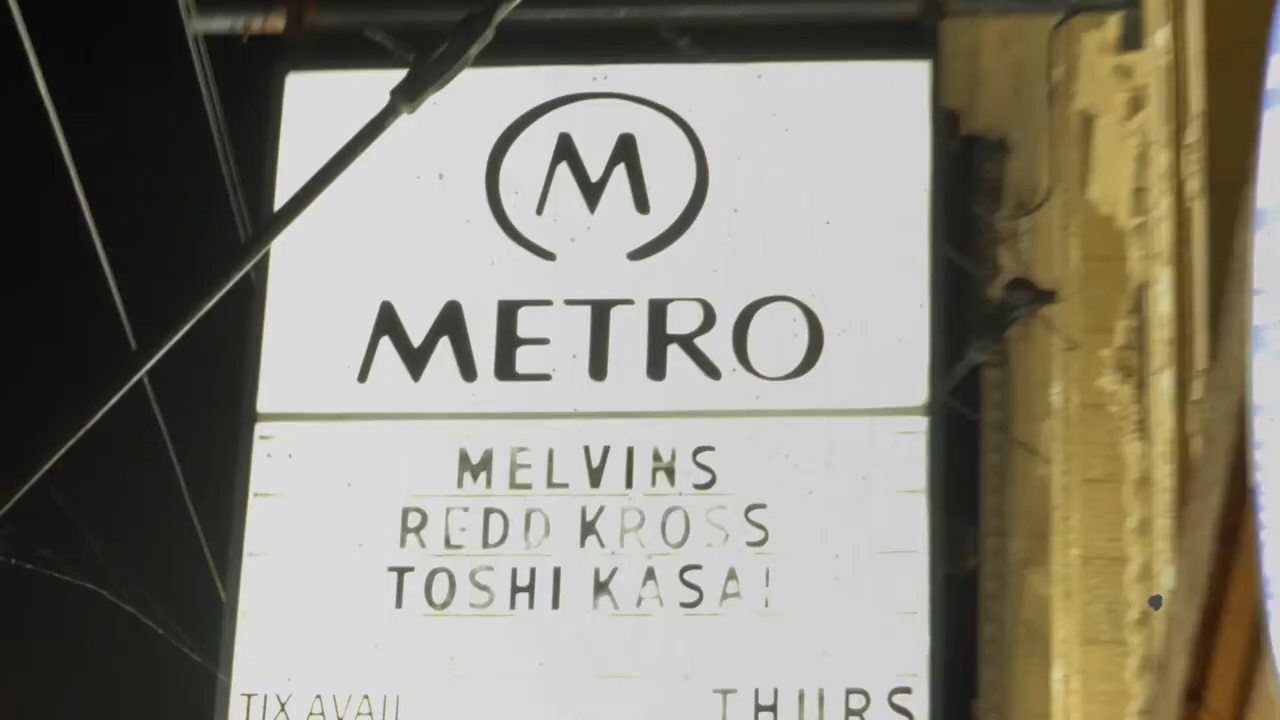 M
METRO
MELVINS
REDD KROSS
TOSHI KASAI
TIX AVAIL
THURS